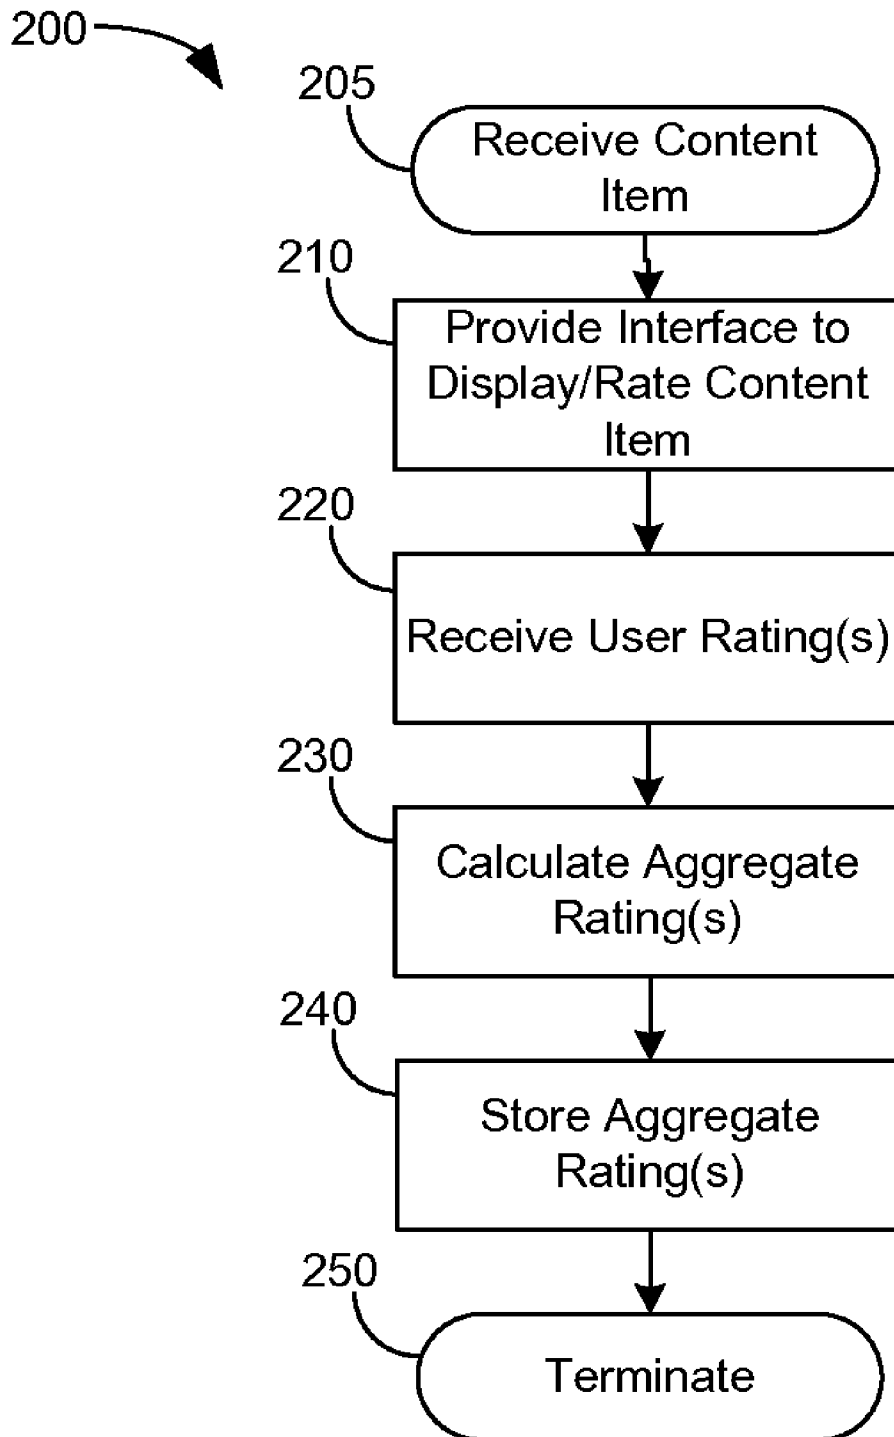 200
205
Receive Content
Item
210
Provide Interface to
Display/Rate Content
Item
220
Receive User Rating(s)
230
Calculate Aggregate
Rating(s)
240
Store Aggregate
Rating(s)
250
Terminate